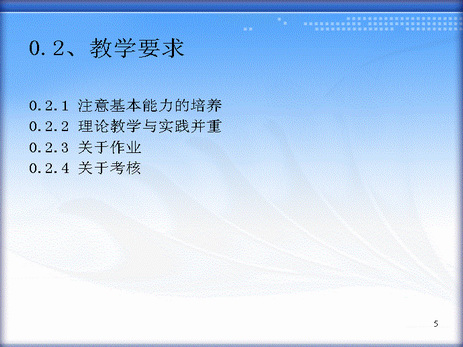 0.2、教学要求
0.2.1 注意基本能力的培养
0.2.2 理论教学与实践并重
0.2.3 关于作业
0.2.4 关于考核
5